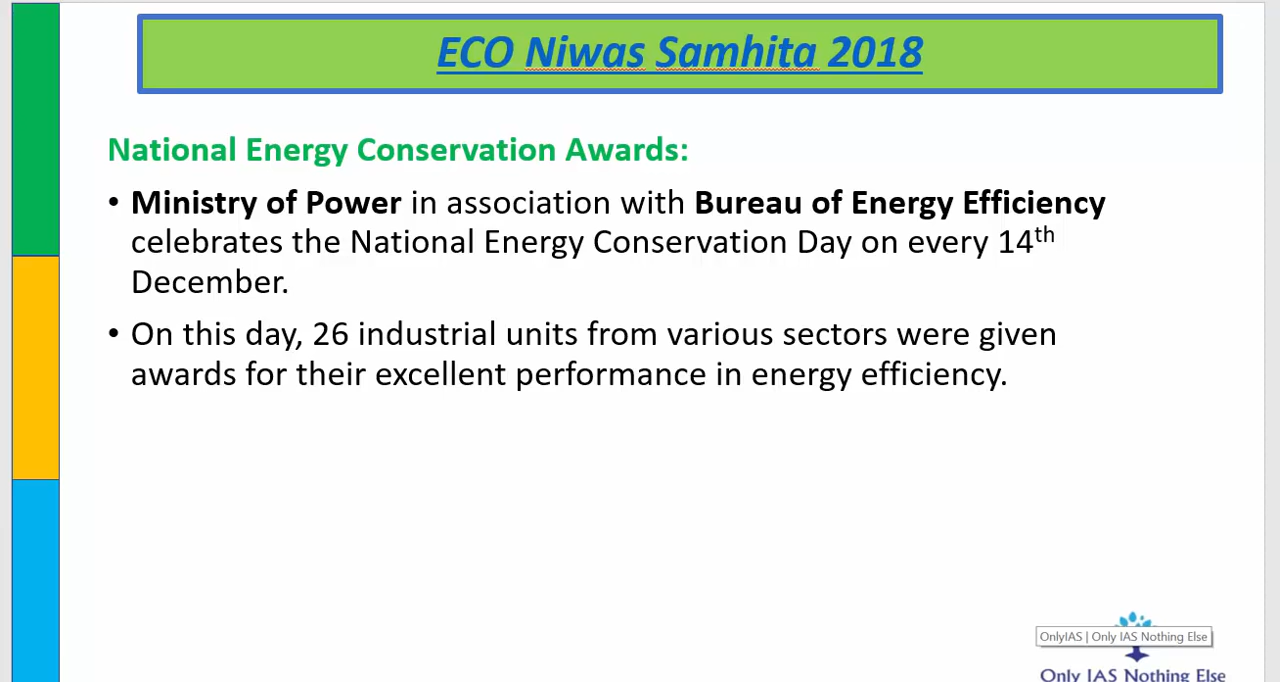 ECO Niwas Samhita 2018
National Energy Conservation Awards:
• Ministry of Power in association with Bureau of Energy Efficiency
celebrates the National Energy Conservation Day on every 14th
December.
• On this day, 26 industrial units from various sectors were given
awards for their excellent performance in energy efficiency.
OnlyIAS | Only IAS Nothing Else
Only IAS Nothing Else